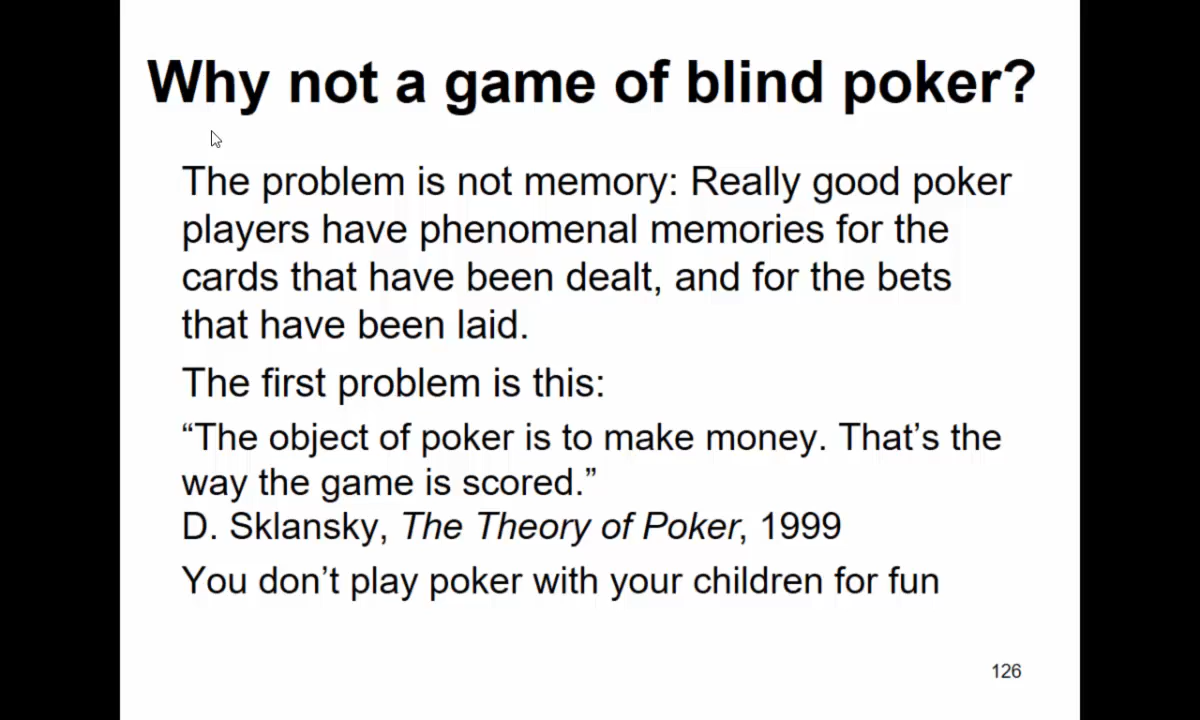 Why not a game of blind poker?
The problem is not memory: Really good poker
players have phenomenal memories for the
cards that have been dealt, and for the bets
that have been laid.
The first problem is this:
“The object of poker is to make money. That’s the
way the game is scored.”
D. Sklansky, The Theory of Poker, 1999
You don’t play poker with your children for fun
126